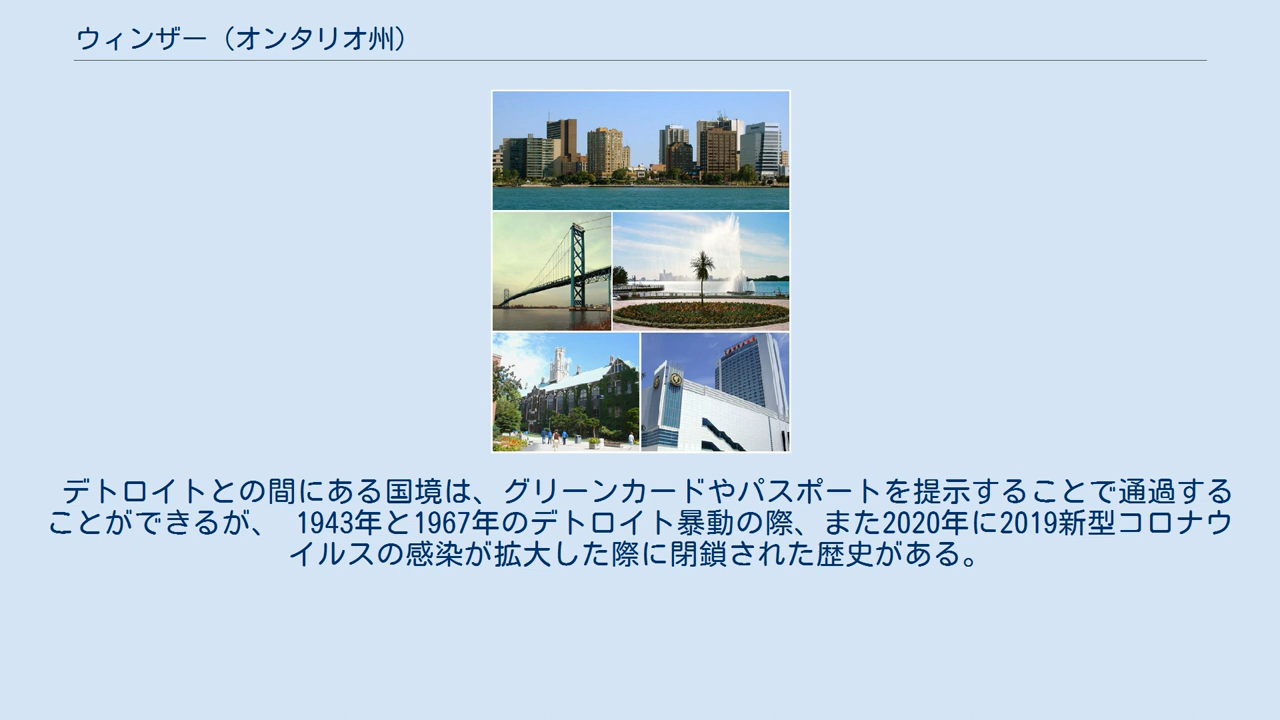 ウィンザー（オンタリオ州）
デトロイトとの間にある国境は、グリーンカードやパスポートを提示することで通過する
ことができるが、 1943年と1967年のデトロイト暴動の際、また2020年に2019新型コロナウ
イルスの感染が拡大した際に閉鎖された歴史がある。